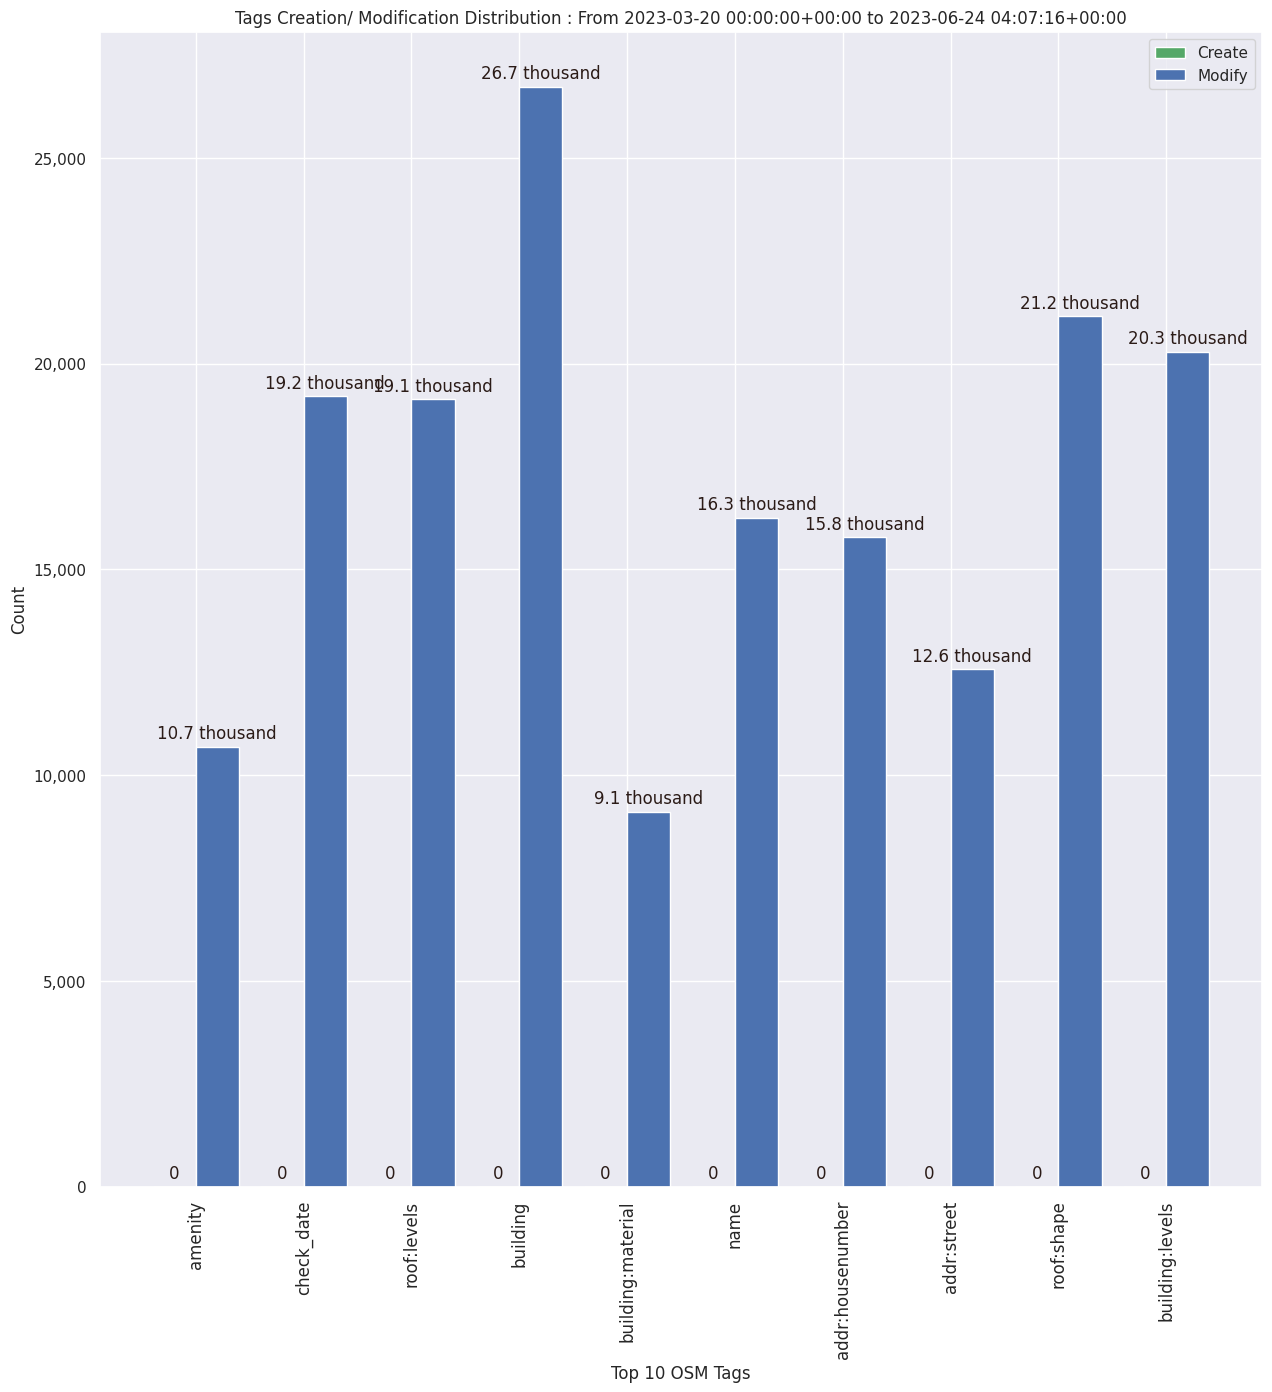 Tags Creation/ Modification Distribution : From 2023-03-20 00:00:00+00:00 to 2023-06-24 04:07:16+00:00
Create
Modify
26.7 thousand
25,000
21.2 thousand
20.3 thousand
20,000
19.2 thousand
19.1 thousand
16.3 thousand
15.8 thousand
15,000
Count
12.6 thousand
10.7 thousand
10,000
9.1 thousand
5,000
0 0 0 0 0 0 0 0 0 0
0
amenity
check_date
roof:levels
building
building:material
name
addr:housenumber
addr:street
roof:shape
building:levels
Top 10 OSM Tags